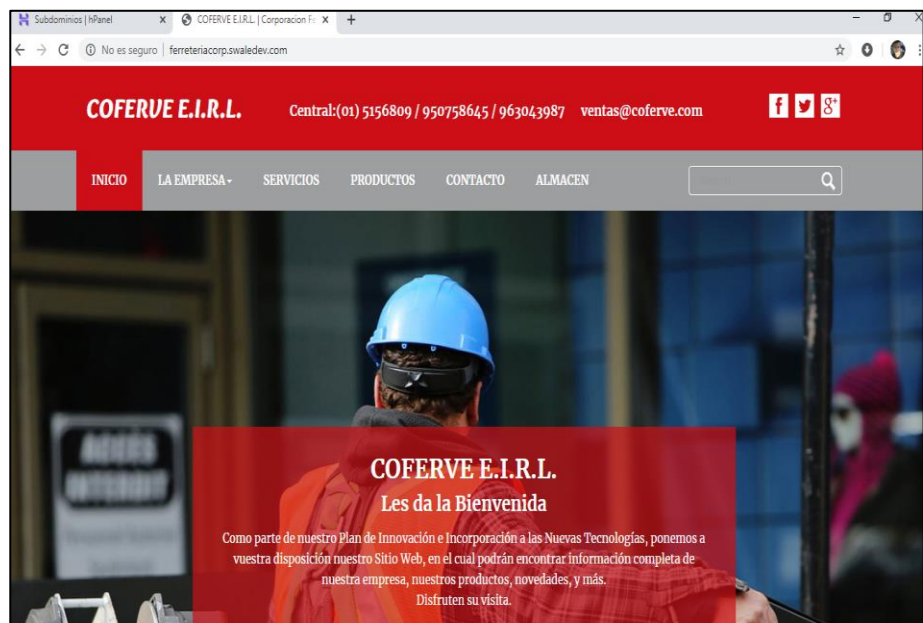 Subdominios | hPanel
COFERVE E.I.R.L. | Corporacion Fe
No es seguro | ferreteriacorp.swaledev.com
COFERVE E.I.R.L.
Central:(01) 5156809 / 950758645 / 963043987 ventas@coferve.com
INICIO LA EMPRESA SERVICIOS PRODUCTOS CONTACTO ALMACEN
ACCÈS
INTERDIT
COFERVE E.I.R.L.
Les da la Bienvenida
Como parte de nuestro Plan de Innovación e Incorporación a las Nuevas Tecnologías, ponemos a
vuestra disposición nuestro Sitio Web, en el cual podrán encontrar información completa de
nuestra empresa, nuestros productos, novedades, y más.
Disfruten su visita.